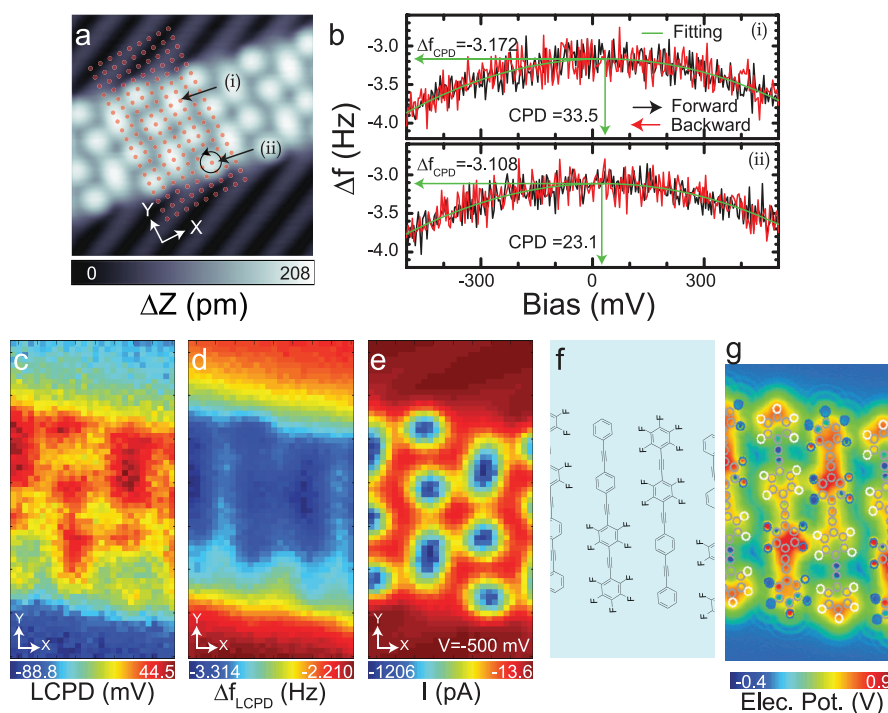 a
(i)
(ii)
Y
X
0 208
ΔZ (pm)
b
Δf_CPD=-3.172
Fitting
(i)
Forward
Backward
CPD =33.5
-3.0
-3.5
-4.0
Δf_CPD=-3.108
(ii)
CPD =23.1
-3.0
-3.5
-4.0
Δf (Hz)
-300 0 300
Bias (mV)
c
Y
X
-88.8 44.5
LCPD (mV)
d
-3.314 -2.210
Δf_LCPD (Hz)
e
Y
X
V=-500 mV
-1206 -13.6
I (pA)
f
F F F F F
F F F F F
F F F F
F F F F
F F F F
F F F F F
F F F
g
-0.4 0.9
Elec. Pot. (V)